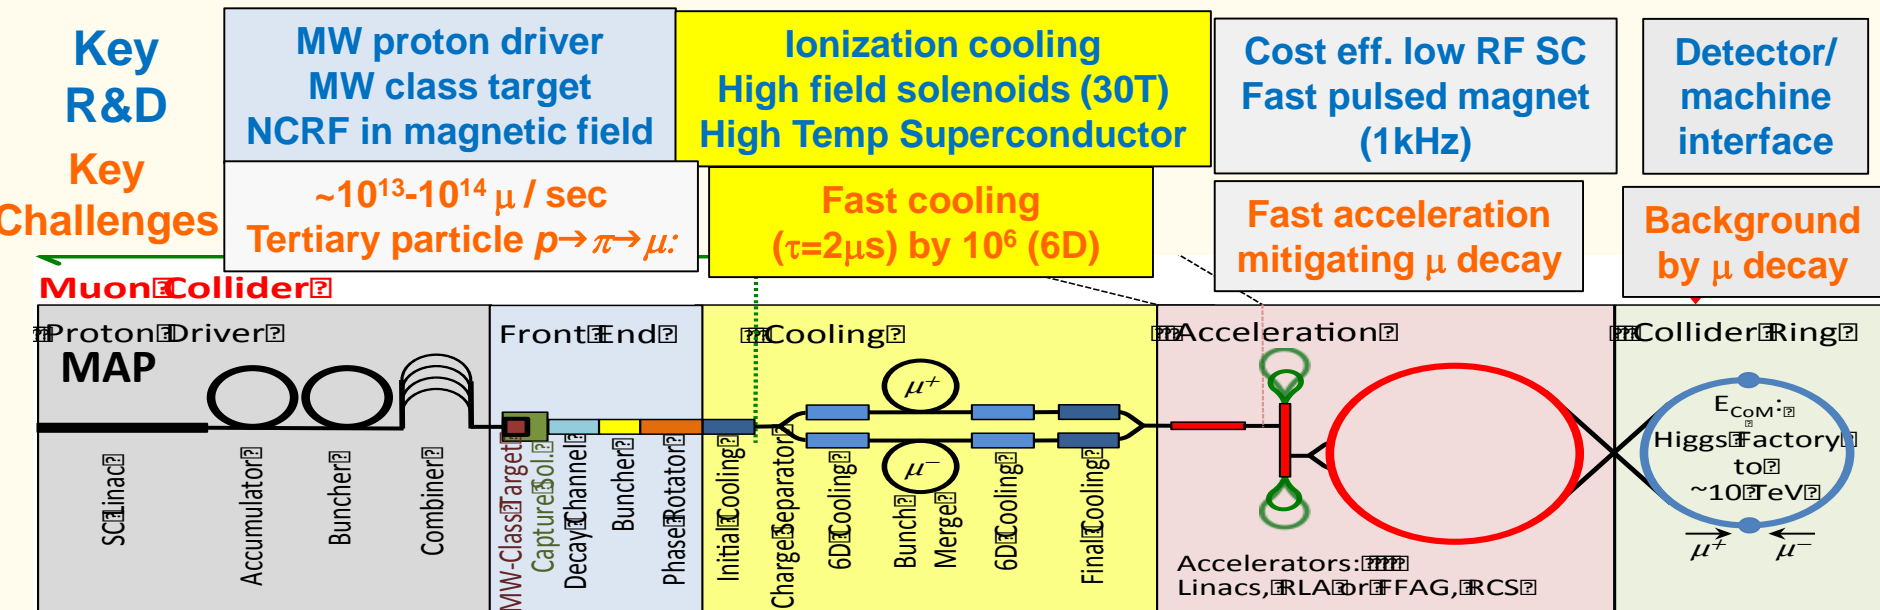 Key
R&D
MW proton driver
MW class target
NCRF in magnetic field
Ionization cooling
High field solenoids (30T)
High Temp Superconductor
Cost eff. low RF SC
Fast pulsed magnet
(1kHz)
Detector/
machine
interface
Key
Challenges
~10¹³-10¹⁴ μ / sec
Tertiary particle p→π→μ:
Fast cooling
(τ=2μs) by 10⁶ (6D)
Fast acceleration
mitigating μ decay
Background
by μ decay
Muon Collider
Proton Driver
MAP
Front End
Cooling
Acceleration
Collider Ring
SC Linac
Accumulator
Buncher
Combiner
MW-Class Target
Capture Sol.
Decay Channel
Buncher
Phase Rotator
Initial Cooling
Charge Separator
6D Cooling
μ⁺
μ⁻
Bunch
Merge
6D Cooling
Final Cooling
Accelerators:
Linacs, RLA or FFAG, RCS
E_CoM:
Higgs Factory
to
~10 TeV
μ⁺ μ⁻